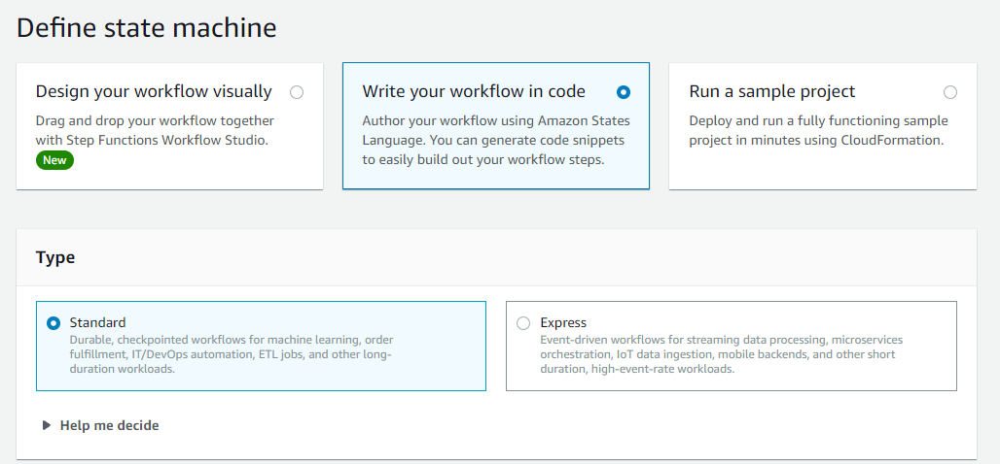 Define state machine
Design your workflow visually
Drag and drop your workflow together
with Step Functions Workflow Studio.
New
Write your workflow in code
Author your workflow using Amazon States
Language. You can generate code snippets
to easily build out your workflow steps.
Run a sample project
Deploy and run a fully functioning sample
project in minutes using CloudFormation.
Type
Standard
Durable, checkpointed workflows for machine learning, order
fulfillment, IT/DevOps automation, ETL jobs, and other long-
duration workloads.
Express
Event-driven workflows for streaming data processing, microservices
orchestration, IoT data ingestion, mobile backends, and other short
duration, high-event-rate workloads.
Help me decide